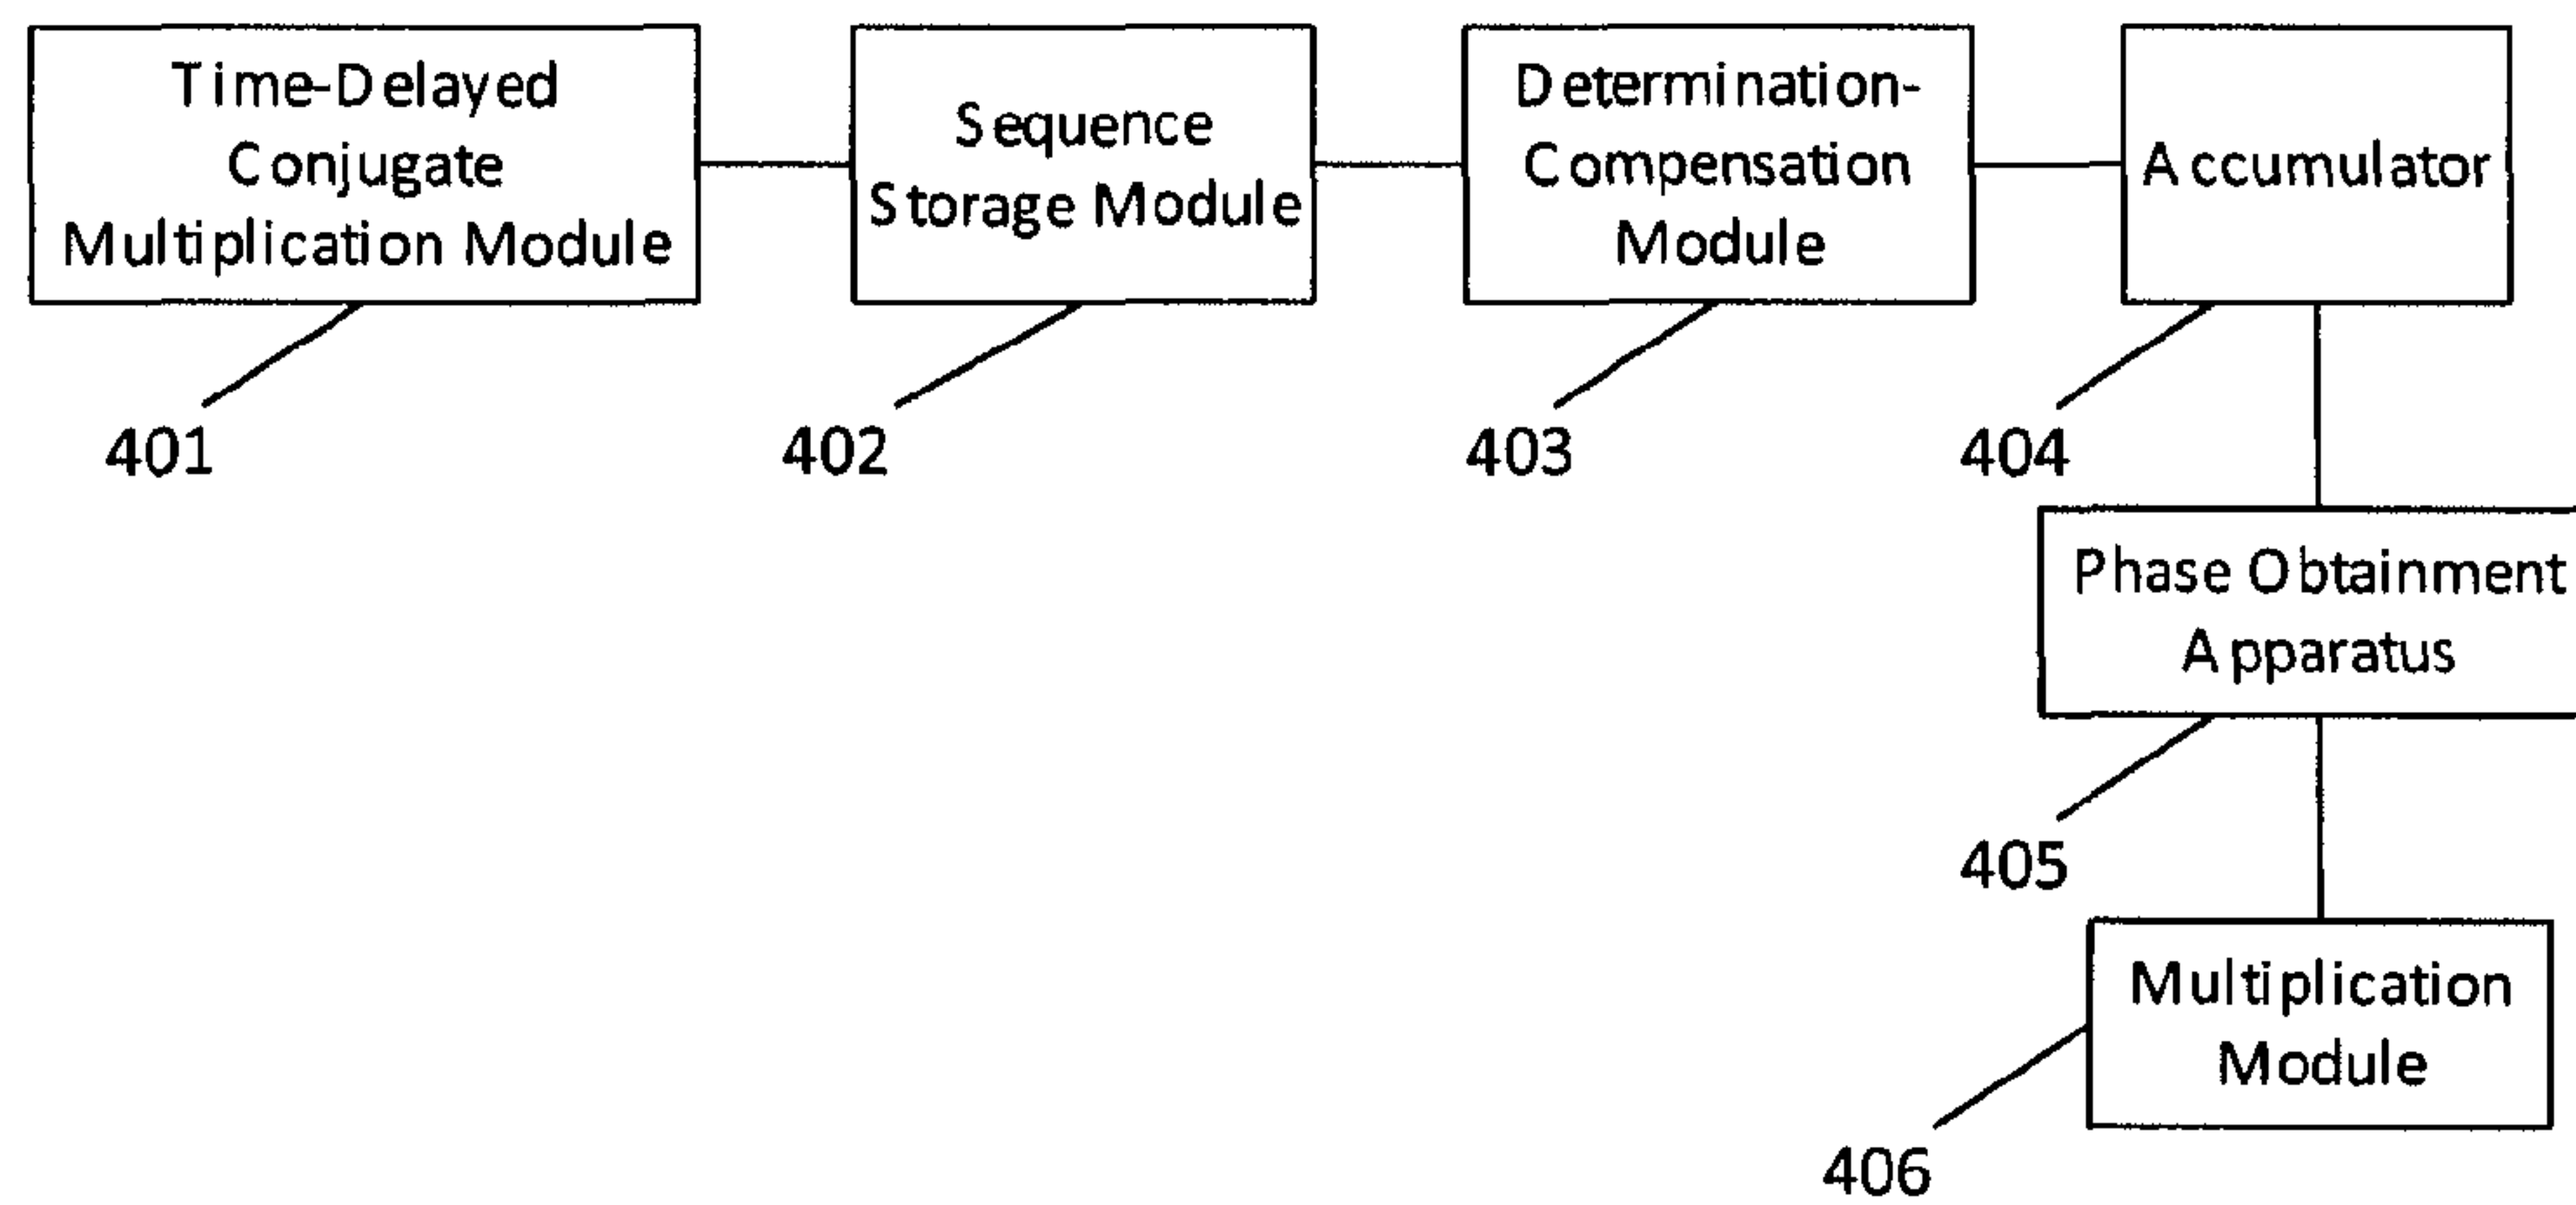 Time-Delayed
Conjugate
Multiplication Module
Sequence
Storage Module
Determination-
Compensation
Module
Accumulator
401
402
403
404
Phase Obtainment
Apparatus
405
Multiplication
Module
406